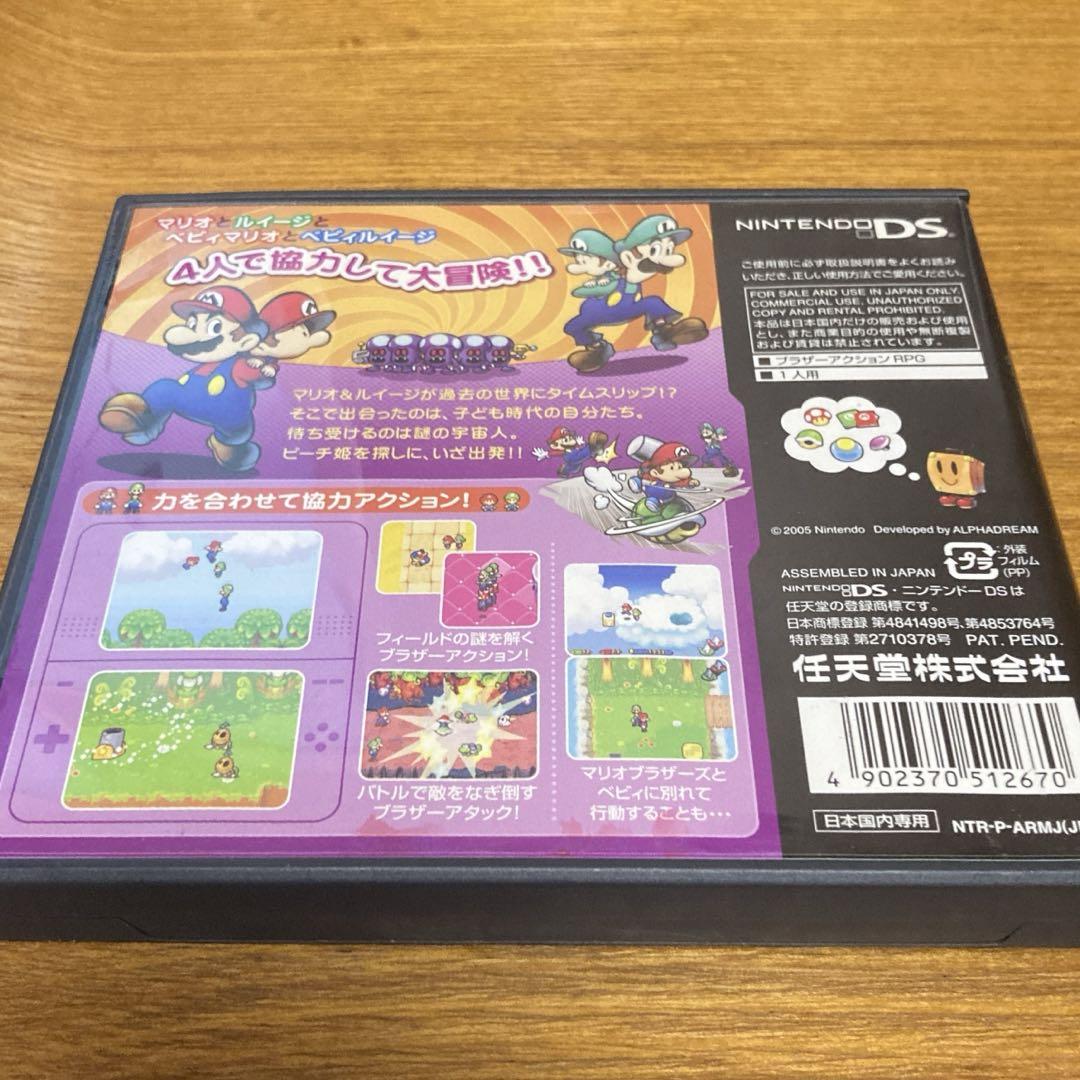 マリオとルイージと
ベビィマリオとベビィルイージ
4人で協力して大冒険!!
マリオ&ルイージが過去の世界にタイムスリップ!?
そこで出合ったのは、子ども時代の自分たち。
待ち受けるのは謎の宇宙人。
ピーチ姫を探しに、いざ出発!!
力を合わせて協力アクション!
フィールドの謎を解く
ブラザーアクション!
バトルで敵をなぎ倒す
ブラザーアタック!
マリオブラザーズと
ベビィに別れて
行動することも…
NINTENDO DS
ご使用前に必ず取扱説明書をよくお読み
いただき、正しい使用方法でご愛用ください。
FOR SALE AND USE IN JAPAN ONLY.
COMMERCIAL USE, UNAUTHORIZED
COPY AND RENTAL PROHIBITED.
本品は日本国内だけの販売および使用
とし、また商業目的の使用や無断複製
および賃貸は禁止されています。
■ブラザーアクションRPG
■1人用
© 2005 Nintendo Developed by ALPHADREAM
ASSEMBLED IN JAPAN
プラ
:外装
フィルム
(PP)
NINTENDO DS・ニンテンドーDSは
任天堂の登録商標です。
日本商標登録 第4841498号、第4853764号
特許登録 第2710378号 PAT. PEND.
任天堂株式会社
4 902370 512670
日本国内専用
NTR-P-ARMJ(J